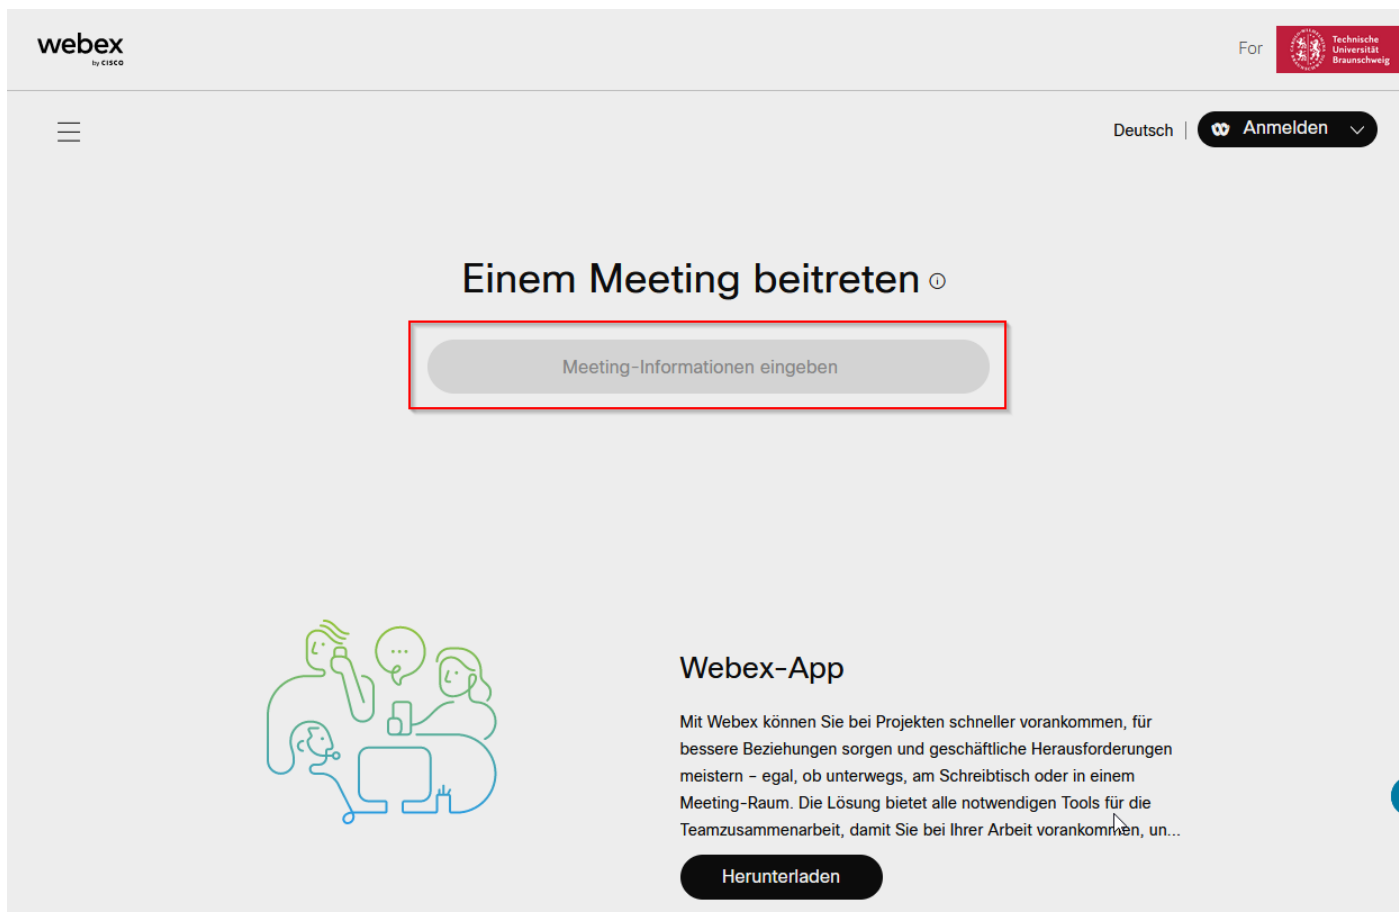 webex
by CISCO
For
Technische
Universität
Braunschweig
Deutsch
Anmelden
Einem Meeting beitreten
Meeting-Informationen eingeben
Webex-App
Mit Webex können Sie bei Projekten schneller vorankommen, für
bessere Beziehungen sorgen und geschäftliche Herausforderungen
meistern – egal, ob unterwegs, am Schreibtisch oder in einem
Meeting-Raum. Die Lösung bietet alle notwendigen Tools für die
Teamzusammenarbeit, damit Sie bei Ihrer Arbeit vorankommen, un...
Herunterladen